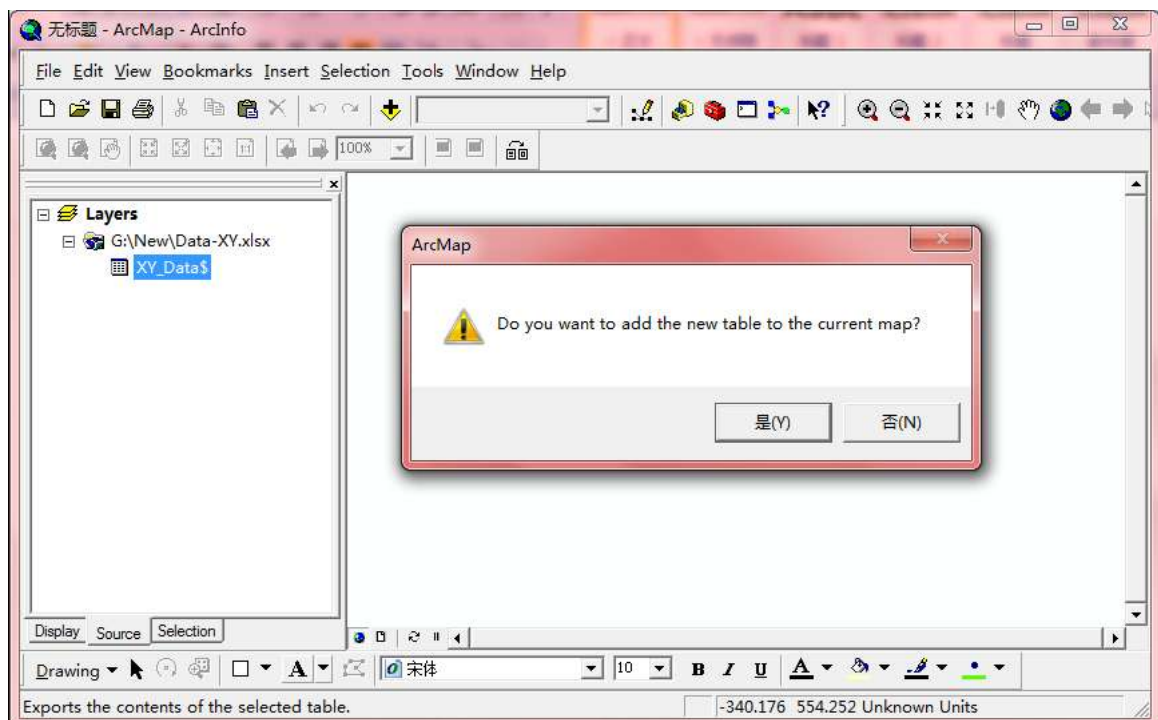 无标题 - ArcMap - ArcInfo
File Edit View Bookmarks Insert Selection Tools Window Help
100%
Layers
G:\New\Data-XY.xlsx
XY_Data$
ArcMap
Do you want to add the new table to the current map?
是(Y) 否(N)
Display Source Selection
Drawing A 宋体 10 B I U A
Exports the contents of the selected table. -340.176 554.252 Unknown Units